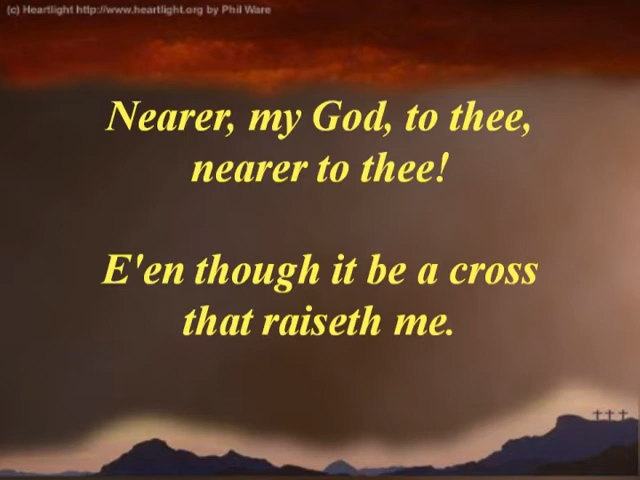 (c) Heartlight http://www.heartlight.org by Phil Ware
Nearer, my God, to thee,
nearer to thee!
E'en though it be a cross
that raiseth me.